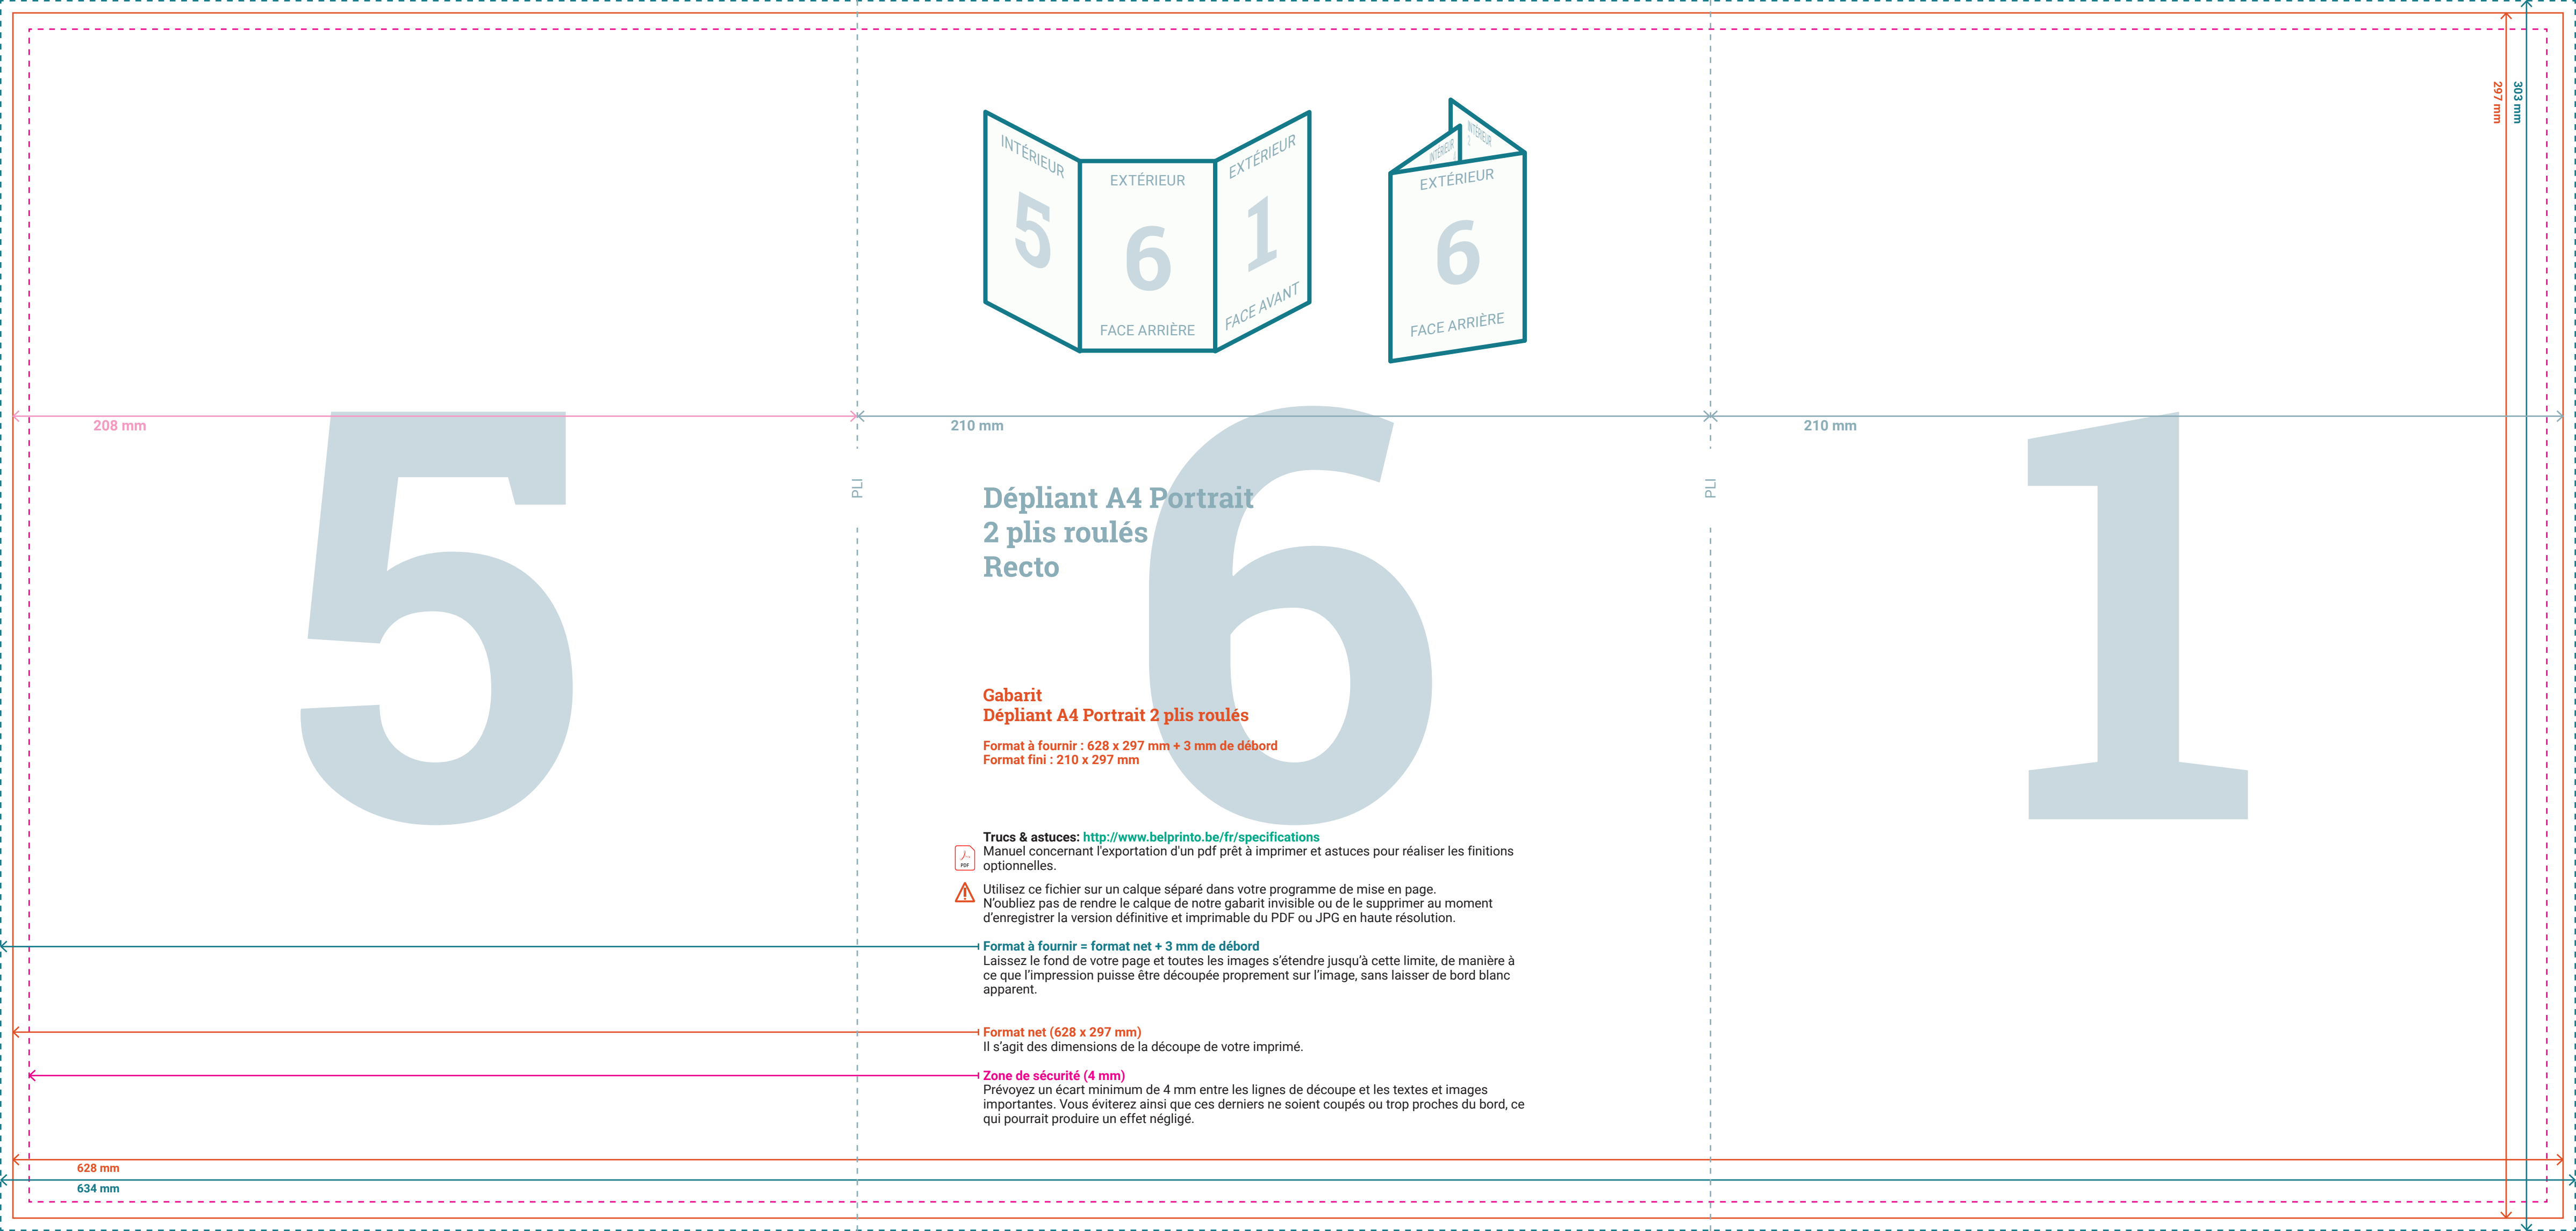 297 mm
303 mm
INTÉRIEUR
5
EXTÉRIEUR
6
FACE ARRIÈRE
EXTÉRIEUR
1
FACE AVANT
INTÉRIEUR
INTÉRIEUR
2
EXTÉRIEUR
6
FACE ARRIÈRE
208 mm
210 mm
210 mm
5
6
1
PLI
PLI
Dépliant A4 Portrait
2 plis roulés
Recto
Gabarit
Dépliant A4 Portrait 2 plis roulés
Format à fournir : 628 x 297 mm + 3 mm de débord
Format fini : 210 x 297 mm
Trucs & astuces: http://www.belprinto.be/fr/specifications
PDF
Manuel concernant l'exportation d'un pdf prêt à imprimer et astuces pour réaliser les finitions
optionnelles.
Utilisez ce fichier sur un calque séparé dans votre programme de mise en page.
N’oubliez pas de rendre le calque de notre gabarit invisible ou de le supprimer au moment
d’enregistrer la version définitive et imprimable du PDF ou JPG en haute résolution.
Format à fournir = format net + 3 mm de débord
Laissez le fond de votre page et toutes les images s’étendre jusqu’à cette limite, de manière à
ce que l’impression puisse être découpée proprement sur l’image, sans laisser de bord blanc
apparent.
Format net (628 x 297 mm)
Il s’agit des dimensions de la découpe de votre imprimé.
Zone de sécurité (4 mm)
Prévoyez un écart minimum de 4 mm entre les lignes de découpe et les textes et images
importantes. Vous éviterez ainsi que ces derniers ne soient coupés ou trop proches du bord, ce
qui pourrait produire un effet négligé.
628 mm
634 mm